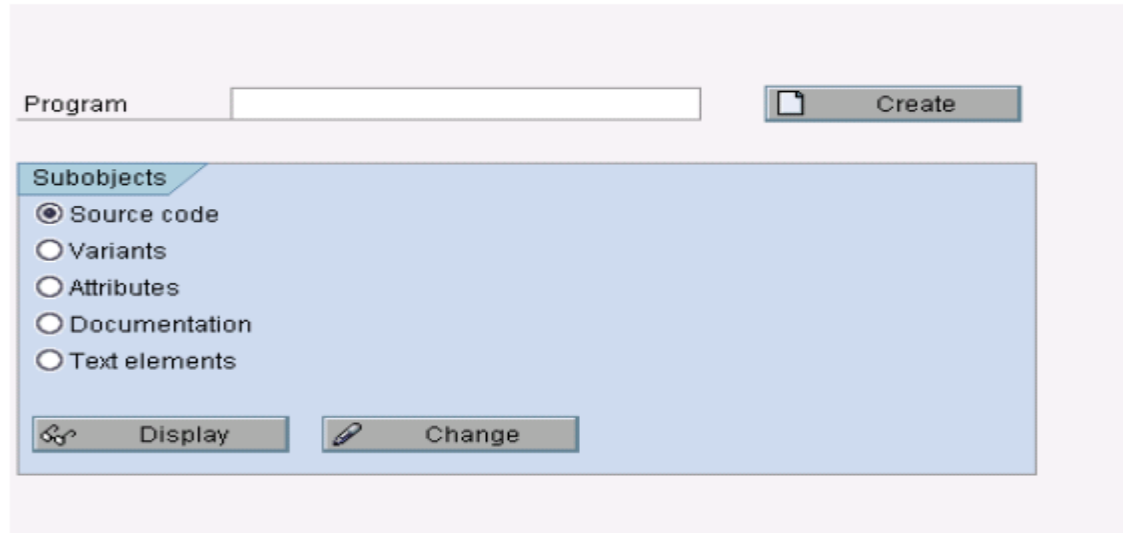 Program Create
Subobjects
Source code
Variants
Attributes
Documentation
Text elements
Display Change